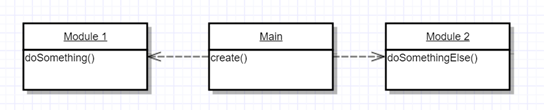 Module 1
doSomething()
Main
create()
Module 2
doSomethingElse()